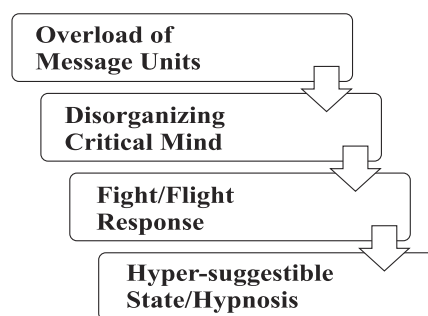 Overload of
Message Units
Disorganizing
Critical Mind
Fight/Flight
Response
Hyper-suggestible
State/Hypnosis